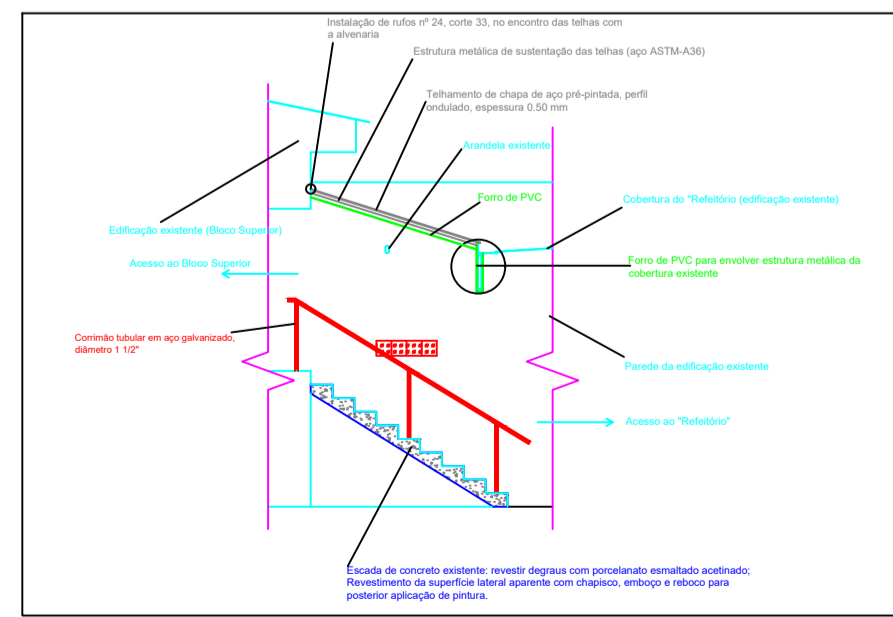 Instalação de rufos nº 24, corte 33, no encontro das telhas com
a alvenaria
Estrutura metálica de sustentação das telhas (aço ASTM-A36)
Telhamento de chapa de aço pré-pintada, perfil
ondulado, espessura 0.50 mm
Arandela existente
Forro de PVC
Cobertura do "Refeitório (edificação existente)
Edificação existente (Bloco Superior)
Acesso ao Bloco Superior
Forro de PVC para envolver estrutura metálica da
cobertura existente
Corrimão tubular em aço galvanizado,
diâmetro 1 1/2"
Parede da edificação existente
Acesso ao "Refeitório"
Escada de concreto existente: revestir degraus com porcelanato esmaltado acetinado;
Revestimento da superfície lateral aparente com chapisco, emboço e reboco para
posterior aplicação de pintura.